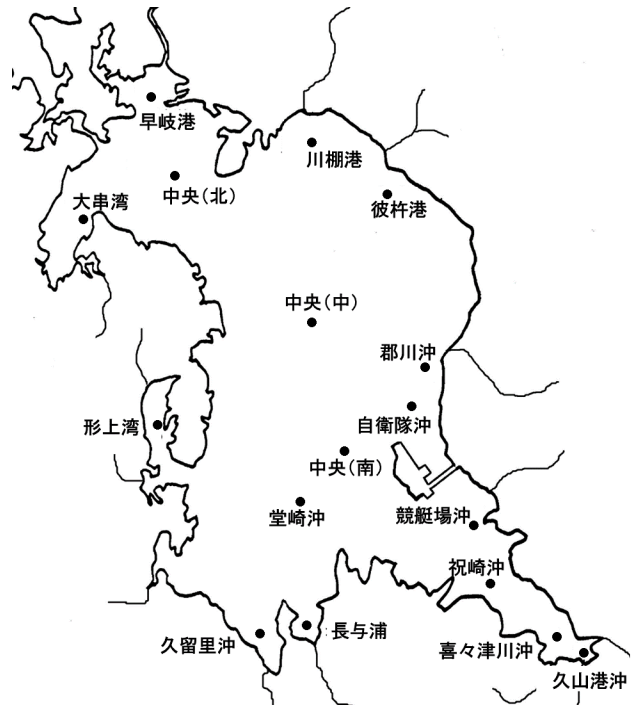 早岐港
川棚港
中央(北)
大串湾
彼杵港
中央(中)
郡川沖
自衛隊沖
形上湾
中央(南)
堂崎沖
競艇場沖
祝崎沖
長与浦
久留里沖
喜々津川沖
久山港沖